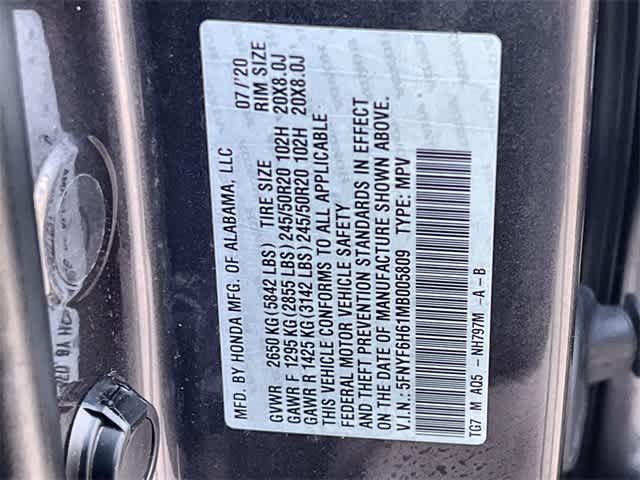 MFD. BY HONDA MFG. OF ALABAMA, LLC 07/'20
TIRE SIZE RIM SIZE
GVWR 2650 KG (5842 LBS)
GAWR F 1295 KG (2855 LBS) 245/50R20 102H 20X8.0J
GAWR R 1425 KG (3142 LBS) 245/50R20 102H 20X8.0J
THIS VEHICLE CONFORMS TO ALL APPLICABLE
FEDERAL MOTOR VEHICLE SAFETY
AND THEFT PREVENTION STANDARDS IN EFFECT
ON THE DATE OF MANUFACTURE SHOWN ABOVE.
V.I.N.: 5FNYF8H61MB005809 TYPE: MPV
TG7 M A05 - NH797M -A-B